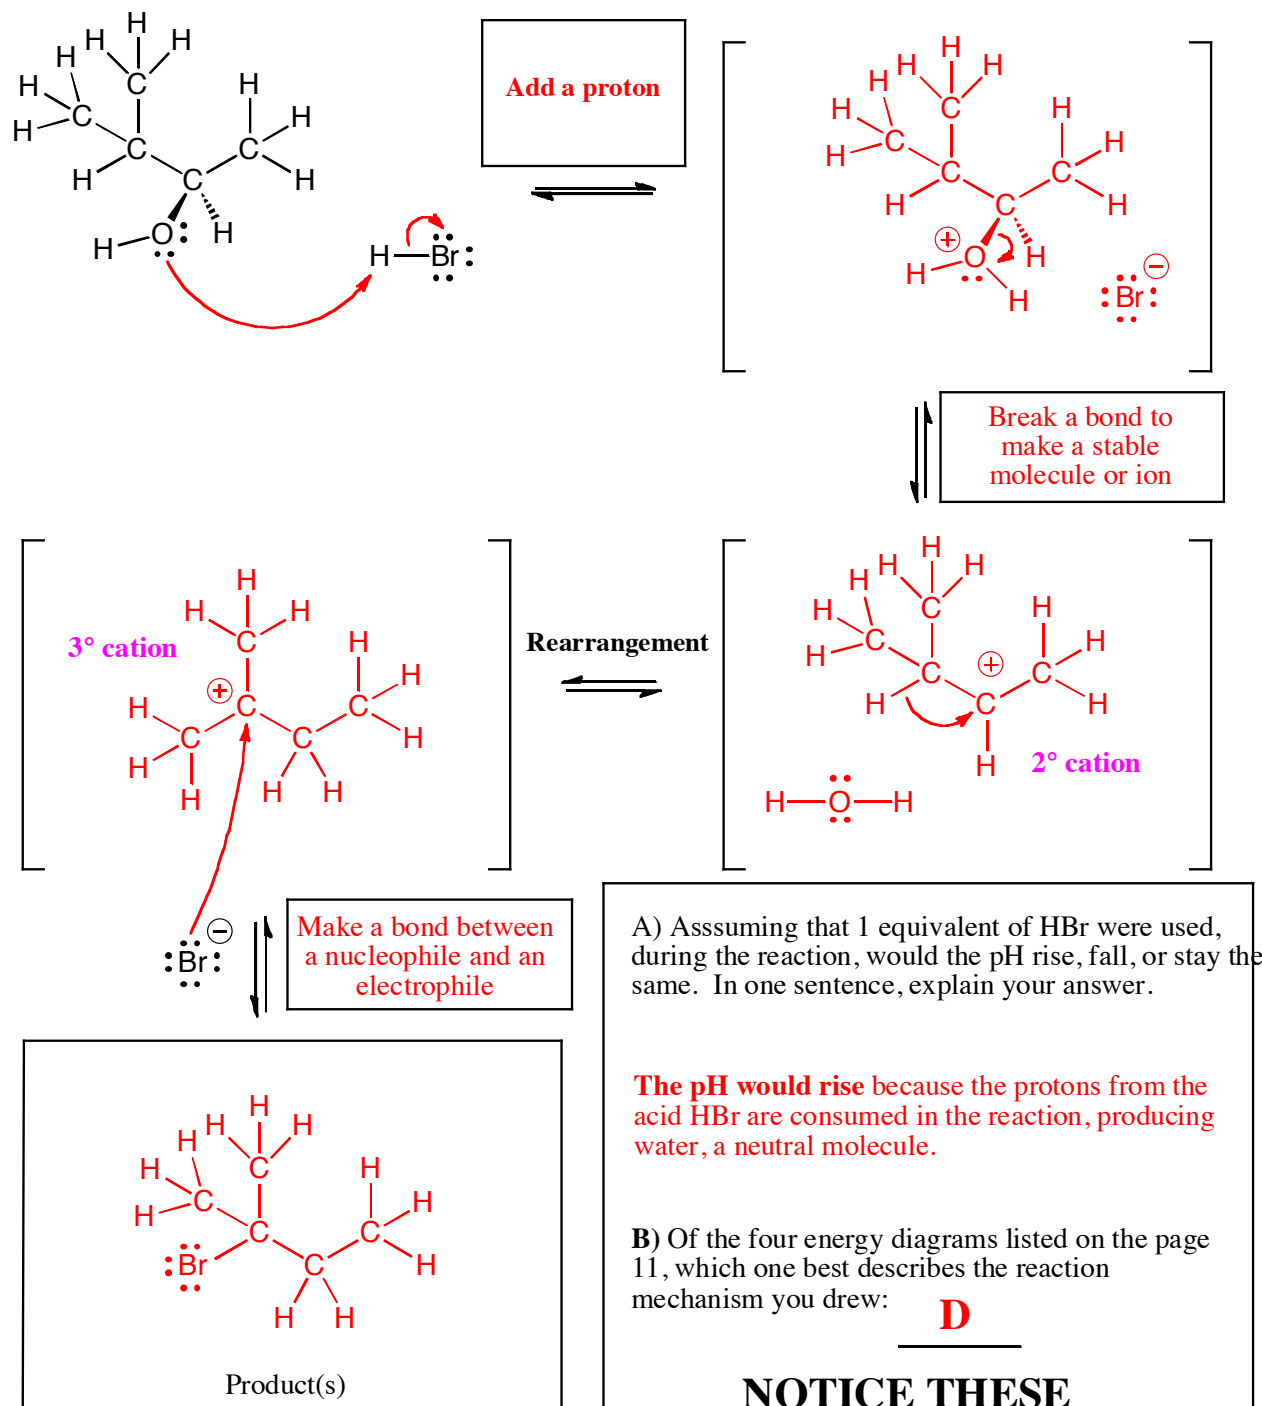 Add a proton
Break a bond to
make a stable
molecule or ion
3° cation
Rearrangement
2° cation
Make a bond between
a nucleophile and an
electrophile
A) Asssuming that 1 equivalent of HBr were used,
during the reaction, would the pH rise, fall, or stay the
same. In one sentence, explain your answer.
The pH would rise because the protons from the
acid HBr are consumed in the reaction, producing
water, a neutral molecule.
B) Of the four energy diagrams listed on the page
11, which one best describes the reaction
mechanism you drew:
D
Product(s)
NOTICE THESE